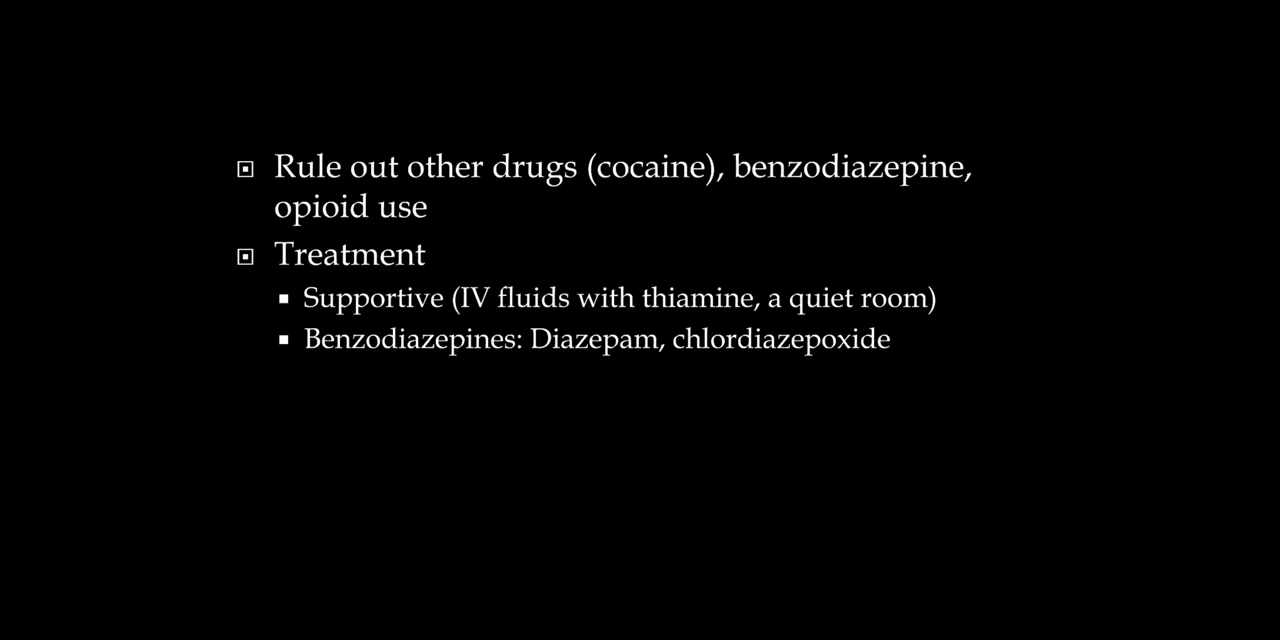 Rule out other drugs (cocaine), benzodiazepine,
opioid use
Treatment
Supportive (IV fluids with thiamine, a quiet room)
Benzodiazepines: Diazepam, chlordiazepoxide